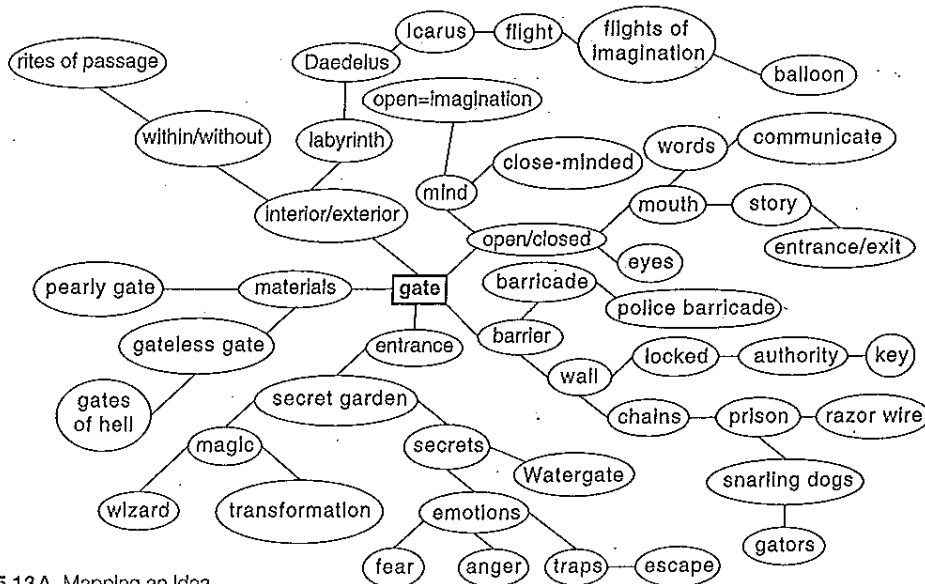 Icarus
flight
flights of
imagination
balloon
rites of passage
Daedelus
open=imagination
within/without
labyrinth
words
communicate
close-minded
mind
mouth
story
interior/exterior
open/closed
entrance/exit
eyes
pearly gate
materials
gate
barricade
police barricade
gateless gate
entrance
barrier
locked
authority
key
wall
gates
of hell
secret garden
chains
prison
razor wire
magic
secrets
Watergate
snarling dogs
wizard
transformation
emotions
gators
fear
anger
traps
escape
5.13A Mapping an Idea